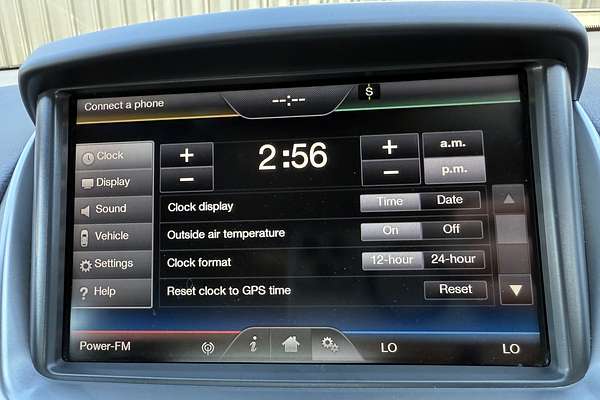 Connect a phone
--:--
S
Clock
+
2:56
+
a.m.
−
−
p.m.
Display
Clock display
Time
Date
Sound
Outside air temperature
On
Off
Vehicle
Clock format
12-hour
24-hour
Settings
Reset clock to GPS time
Reset
? Help
Power-FM
i
LO
LO